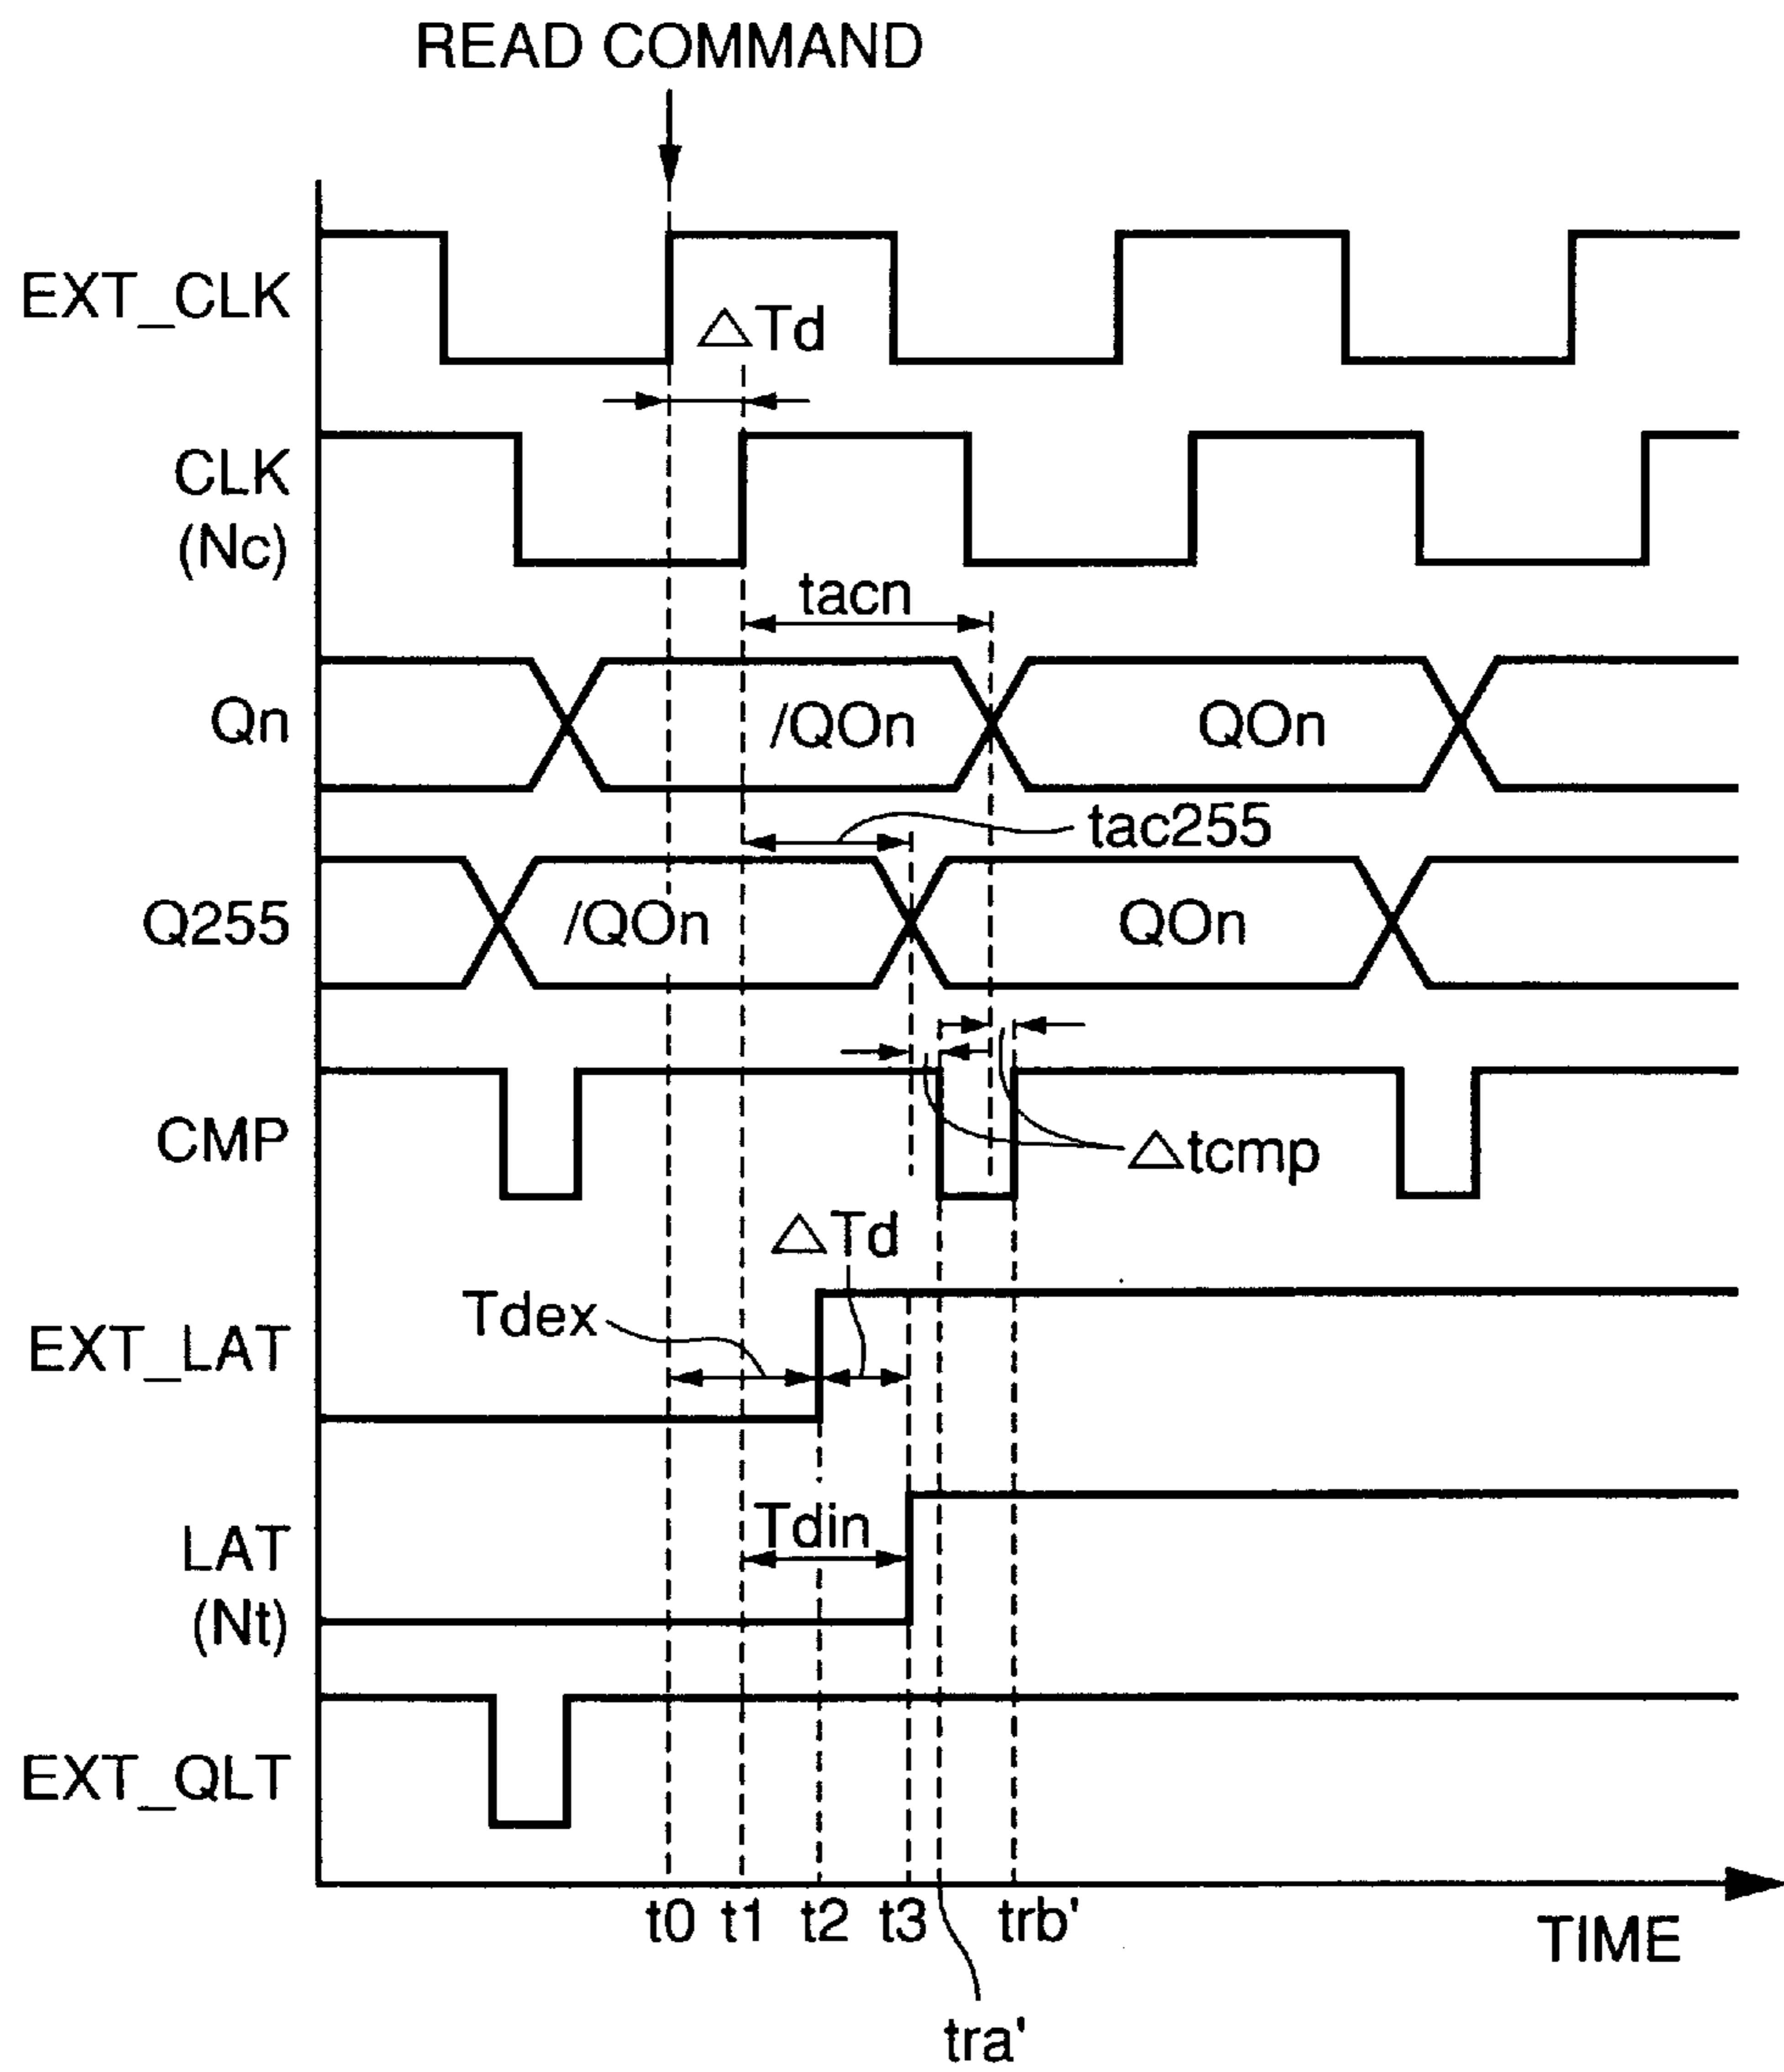 READ COMMAND
EXT_CLK
△Td
CLK
(Nc)
tacn
Qn
/QOn
QOn
tac255
Q255
/QOn
QOn
CMP
△tcmp
△Td
Tdex
EXT_LAT
Tdin
LAT
(Nt)
EXT_QLT
t0 t1 t2 t3 trb'
TIME
tra'